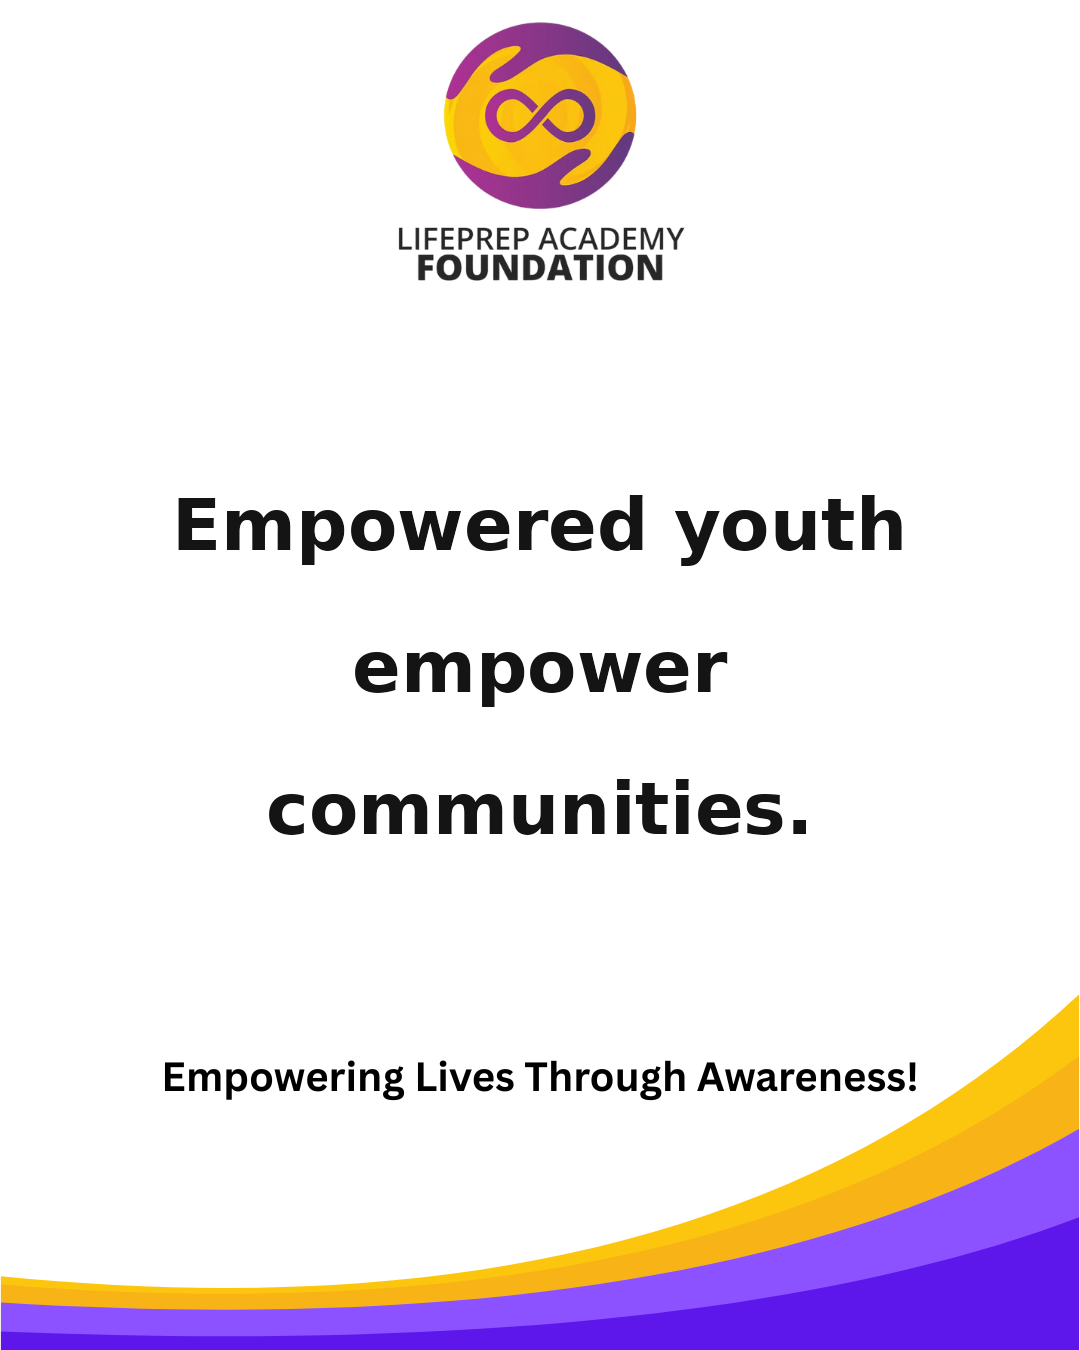 LIFEPREP ACADEMY
FOUNDATION
Empowered youth
empower
communities.
Empowering Lives Through Awareness!